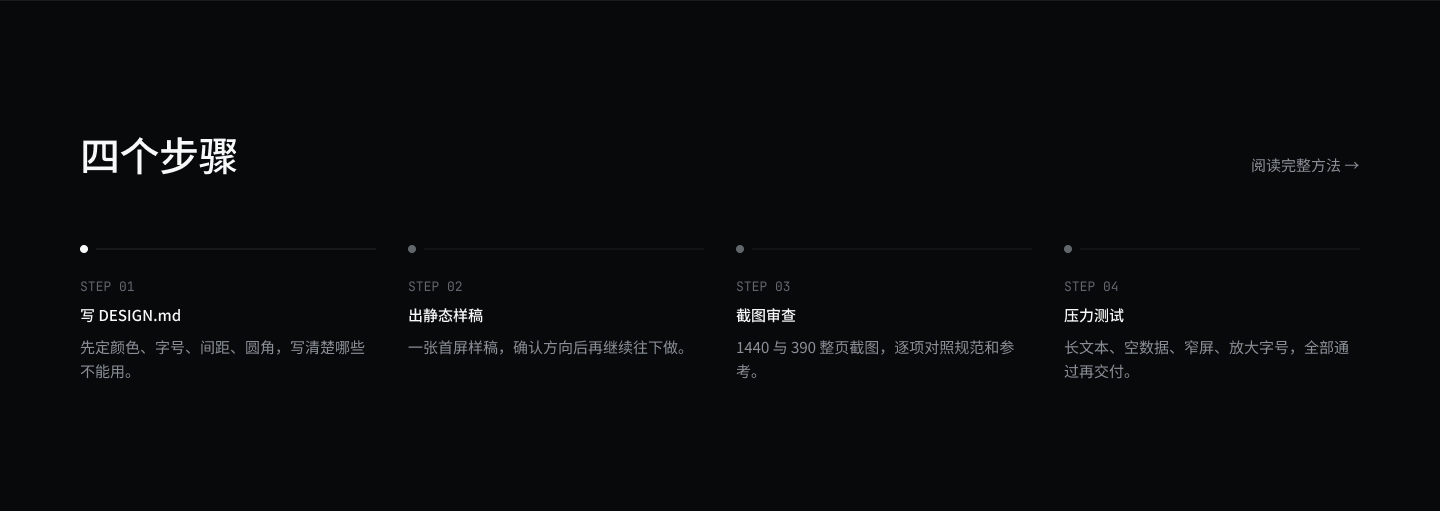 四个步骤
阅读完整方法 →
STEP 01
写 DESIGN.md
先定颜色、字号、间距、圆角，写清楚哪些
不能用。
STEP 02
出静态样稿
一张首屏样稿，确认方向后再继续往下做。
STEP 03
截图审查
1440 与 390 整页截图，逐项对照规范和参
考。
STEP 04
压力测试
长文本、空数据、窄屏、放大字号，全部通
过再交付。